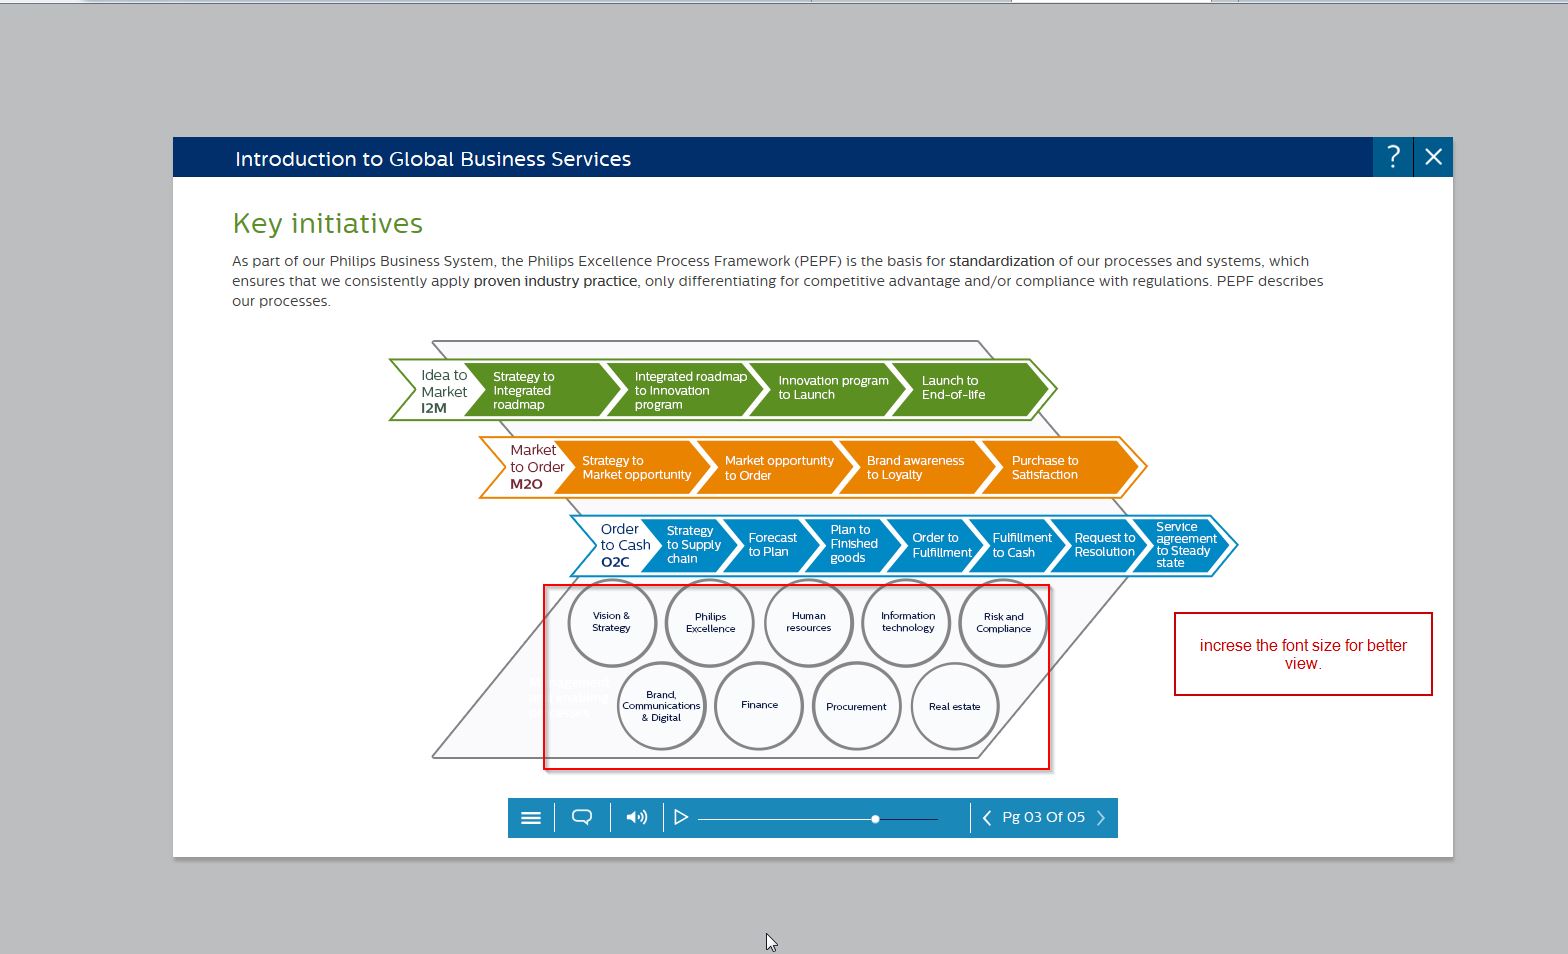 Introduction to Global Business Services
?
Key initiatives
As part of our Philips Business System, the Philips Excellence Process Framework (PEPF) is the basis for standardization of our processes and systems, which
ensures that we consistently apply proven industry practice, only differentiating for competitive advantage and/or compliance with regulations. PEPF describes
our processes.
Idea to
Market
I2M
Strategy to
Integrated
roadmap
Integrated roadmap
to Innovation
program
Innovation program
to Launch
Launch to
End-of-life
Market
to Order
M2O
Strategy to
Market opportunity
Market opportunity
to Order
Brand awareness
to Loyalty
Purchase to
Satisfaction
Order
to Cash
O2C
Strategy
to Supply
chain
Forecast
to Plan
Plan to
Finished
goods
Order to
Fulfillment
Fulfillment
to Cash
Request to
Resolution
Service
agreement
to Steady
state
Vision &
Strategy
Philips
Excellence
Human
resources
Information
technology
Risk and
Compliance
increse the font size for better
view.
Management
and enabling
processes
Brand,
Communications
& Digital
Finance
Procurement
Real estate
Pg 03 Of 05